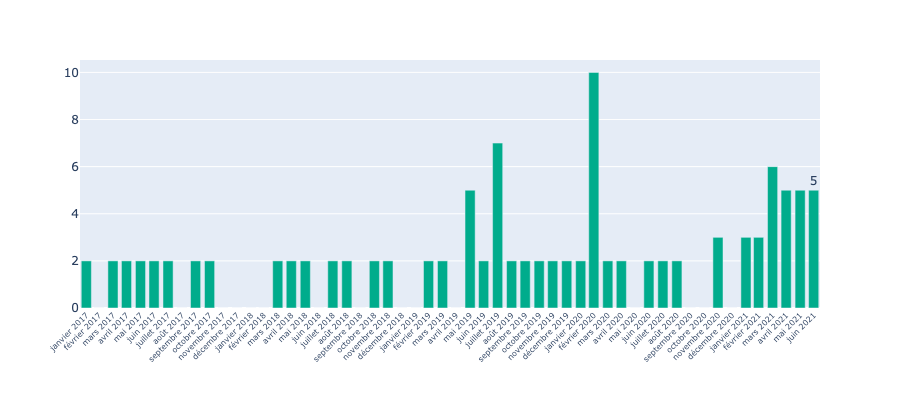 10
8
6
4
2
0
5
janvier 2017
février 2017
mars 2017
avril 2017
mai 2017
juin 2017
juillet 2017
août 2017
septembre 2017
octobre 2017
novembre 2017
décembre 2017
janvier 2018
février 2018
mars 2018
avril 2018
mai 2018
juin 2018
juillet 2018
août 2018
septembre 2018
octobre 2018
novembre 2018
décembre 2018
janvier 2019
février 2019
mars 2019
avril 2019
mai 2019
juin 2019
juillet 2019
août 2019
septembre 2019
octobre 2019
novembre 2019
décembre 2019
janvier 2020
février 2020
mars 2020
avril 2020
mai 2020
juin 2020
juillet 2020
août 2020
septembre 2020
octobre 2020
novembre 2020
décembre 2020
janvier 2021
février 2021
mars 2021
avril 2021
mai 2021
juin 2021